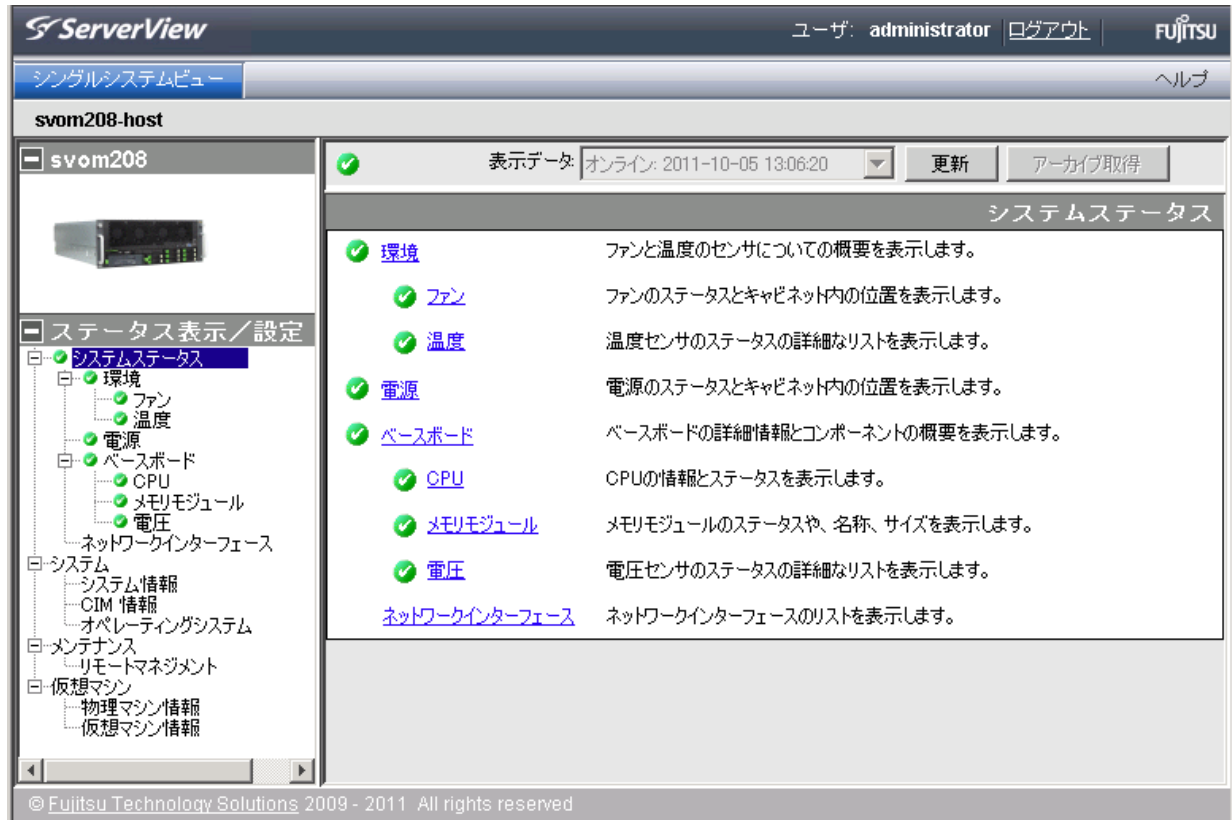 ServerView
ユーザ: administrator ログアウト
FUJITSU
シングルシステムビュー
ヘルプ
svom208-host
svom208
ステータス表示／設定
システムステータス
環境
ファン
温度
電源
ベースボード
CPU
メモリモジュール
電圧
ネットワークインターフェース
システム
システム情報
CIM 情報
オペレーティングシステム
メンテナンス
リモートマネジメント
仮想マシン
物理マシン情報
仮想マシン情報
表示データ: オンライン: 2011-10-05 13:06:20 更新 アーカイブ取得
システムステータス
環境 ファンと温度のセンサについての概要を表示します。
ファン ファンのステータスとキャビネット内の位置を表示します。
温度 温度センサのステータスの詳細なリストを表示します。
電源 電源のステータスとキャビネット内の位置を表示します。
ベースボード ベースボードの詳細情報とコンポーネントの概要を表示します。
CPU CPUの情報とステータスを表示します。
メモリモジュール メモリモジュールのステータスや、名称、サイズを表示します。
電圧 電圧センサのステータスの詳細なリストを表示します。
ネットワークインターフェース ネットワークインターフェースのリストを表示します。
© Fujitsu Technology Solutions 2009 - 2011 All rights reserved